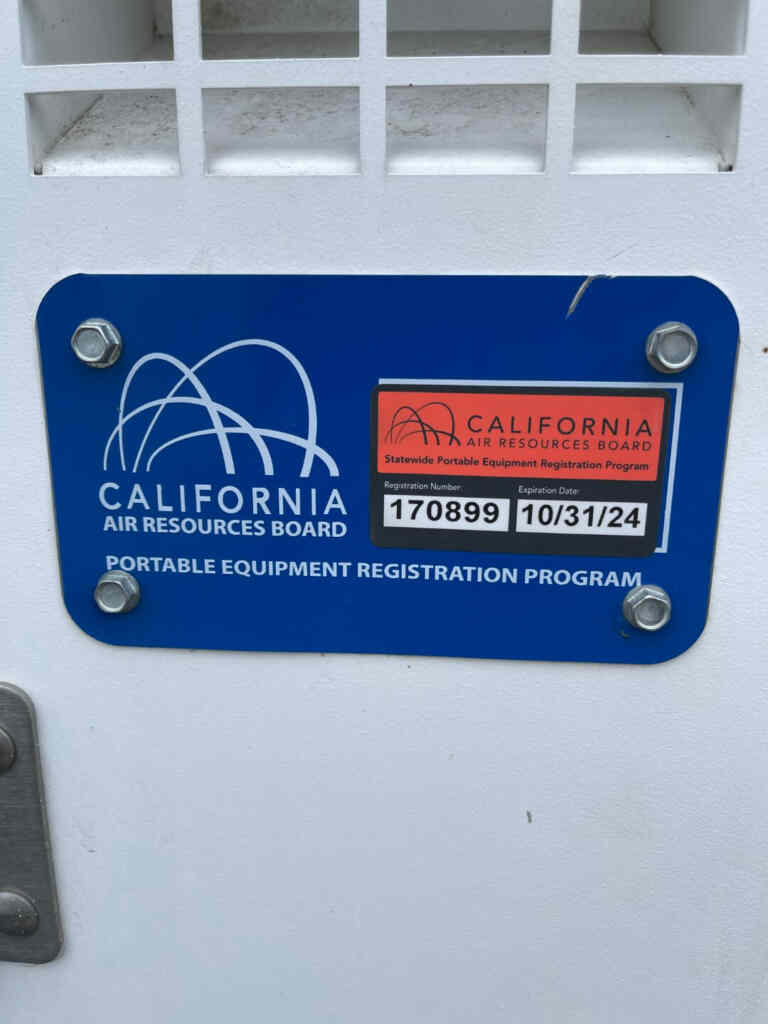 CALIFORNIA
AIR RESOURCES BOARD
PORTABLE EQUIPMENT REGISTRATION PROGRAM
CALIFORNIA
AIR RESOURCES BOARD
Statewide Portable Equipment Registration Program
Registration Number:
170899
Expiration Date:
10/31/24